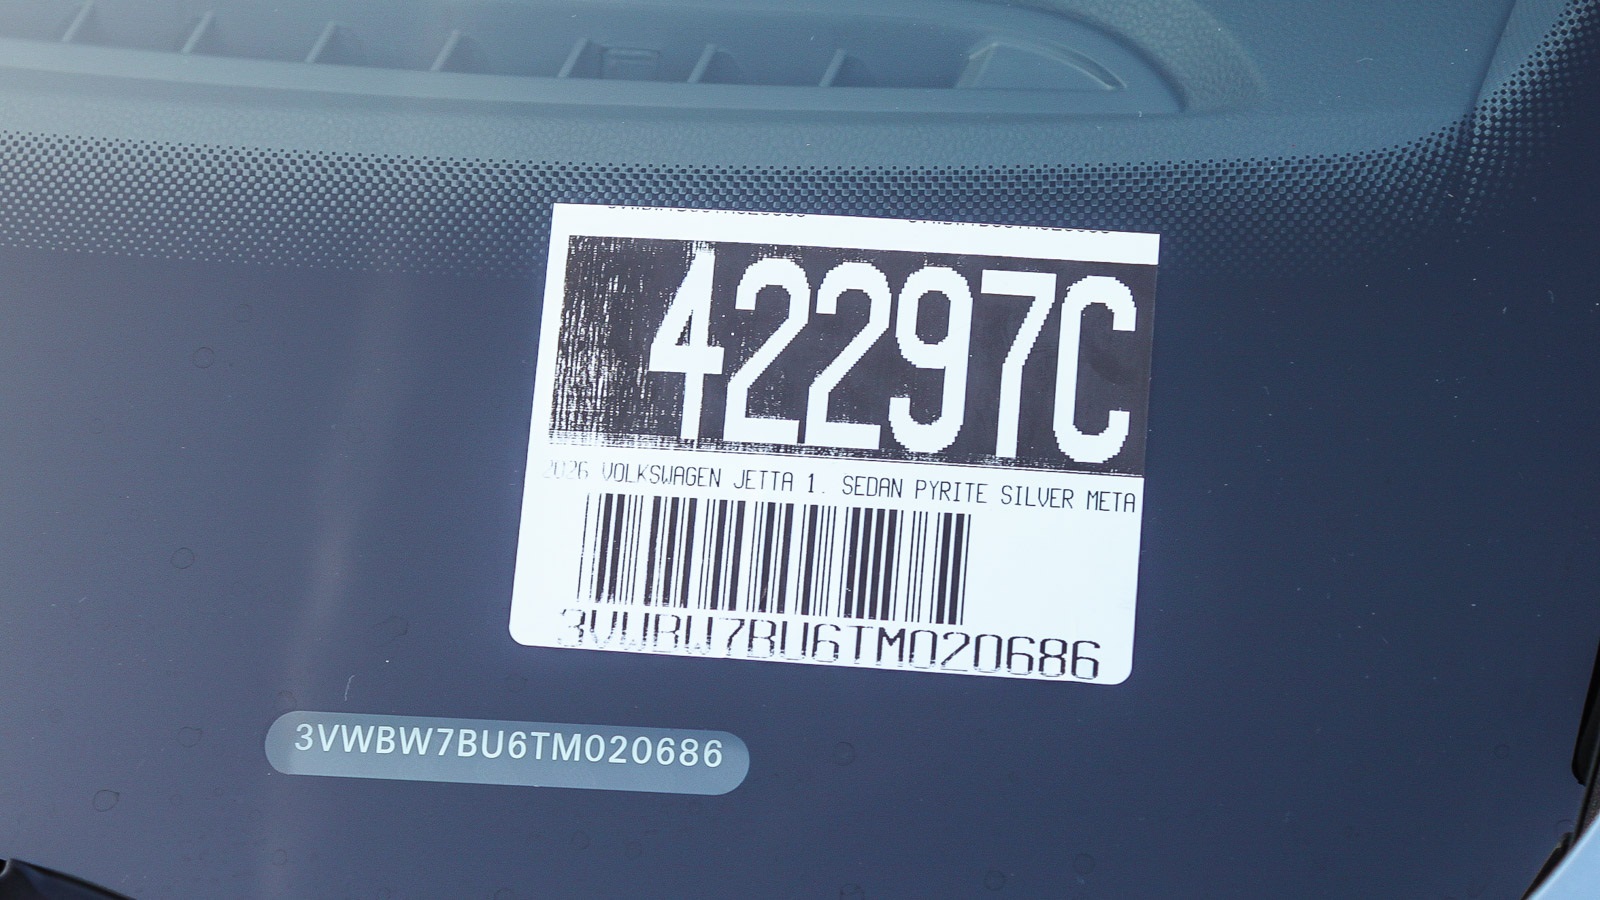 42297C
2026 VOLKSWAGEN JETTA 1. SEDAN PYRITE SILVER META
3VWBW7BU6TM020686
3VWBW7BU6TM020686